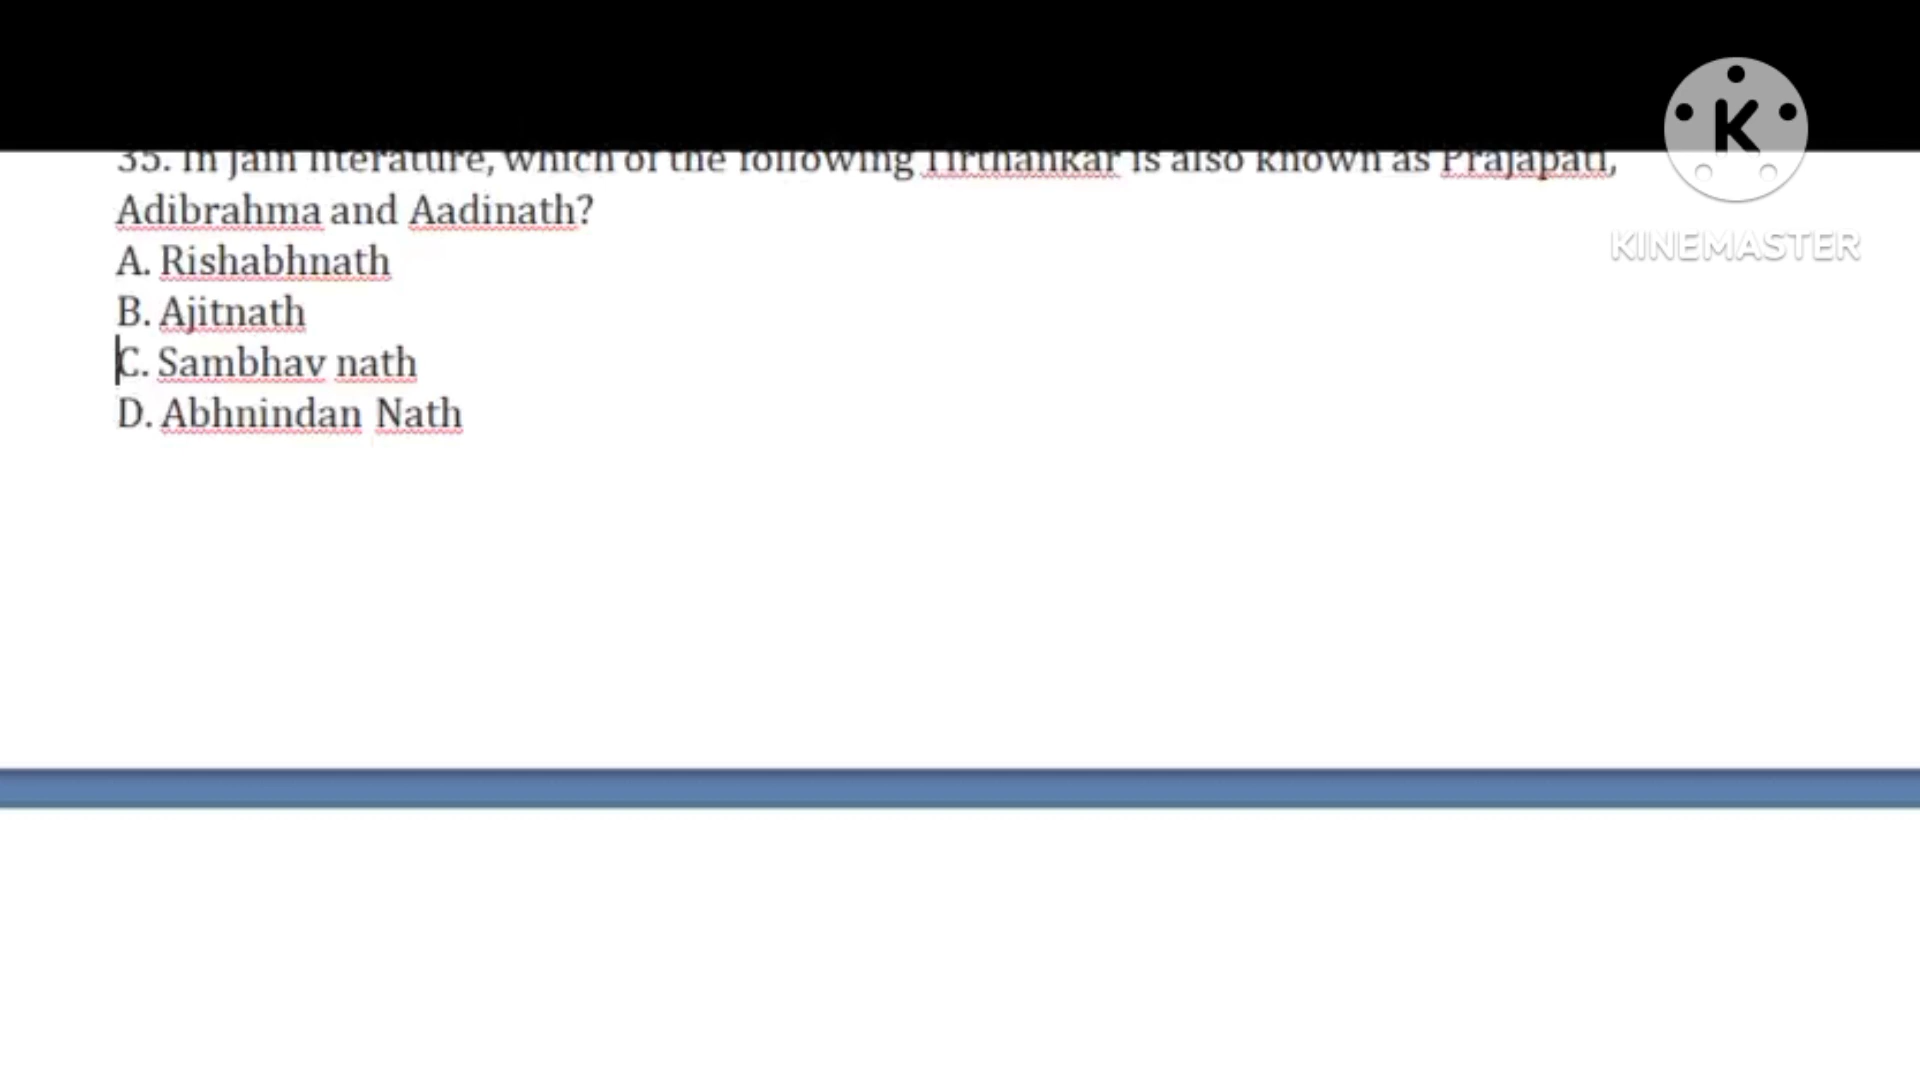 35. In Jain literature, which of the following Tirthankar is also known as Prajapati,
Adibrahma and Aadinath?
A. Rishabhnath
B. Ajitnath
C. Sambhav nath
D. Abhnindan Nath
K
KINEMASTER